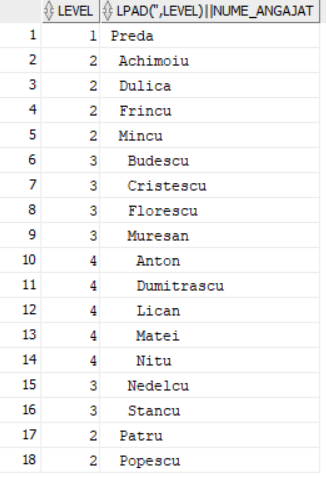 LEVEL LPAD('',LEVEL)||NUME_ANGAJAT
1 1 Preda
2 2 Achimoiu
3 2 Dulica
4 2 Frincu
5 2 Mincu
6 3 Budescu
7 3 Cristescu
8 3 Florescu
9 3 Muresan
10 4 Anton
11 4 Dumitrascu
12 4 Lican
13 4 Matei
14 4 Nitu
15 3 Nedelcu
16 3 Stancu
17 2 Patru
18 2 Popescu